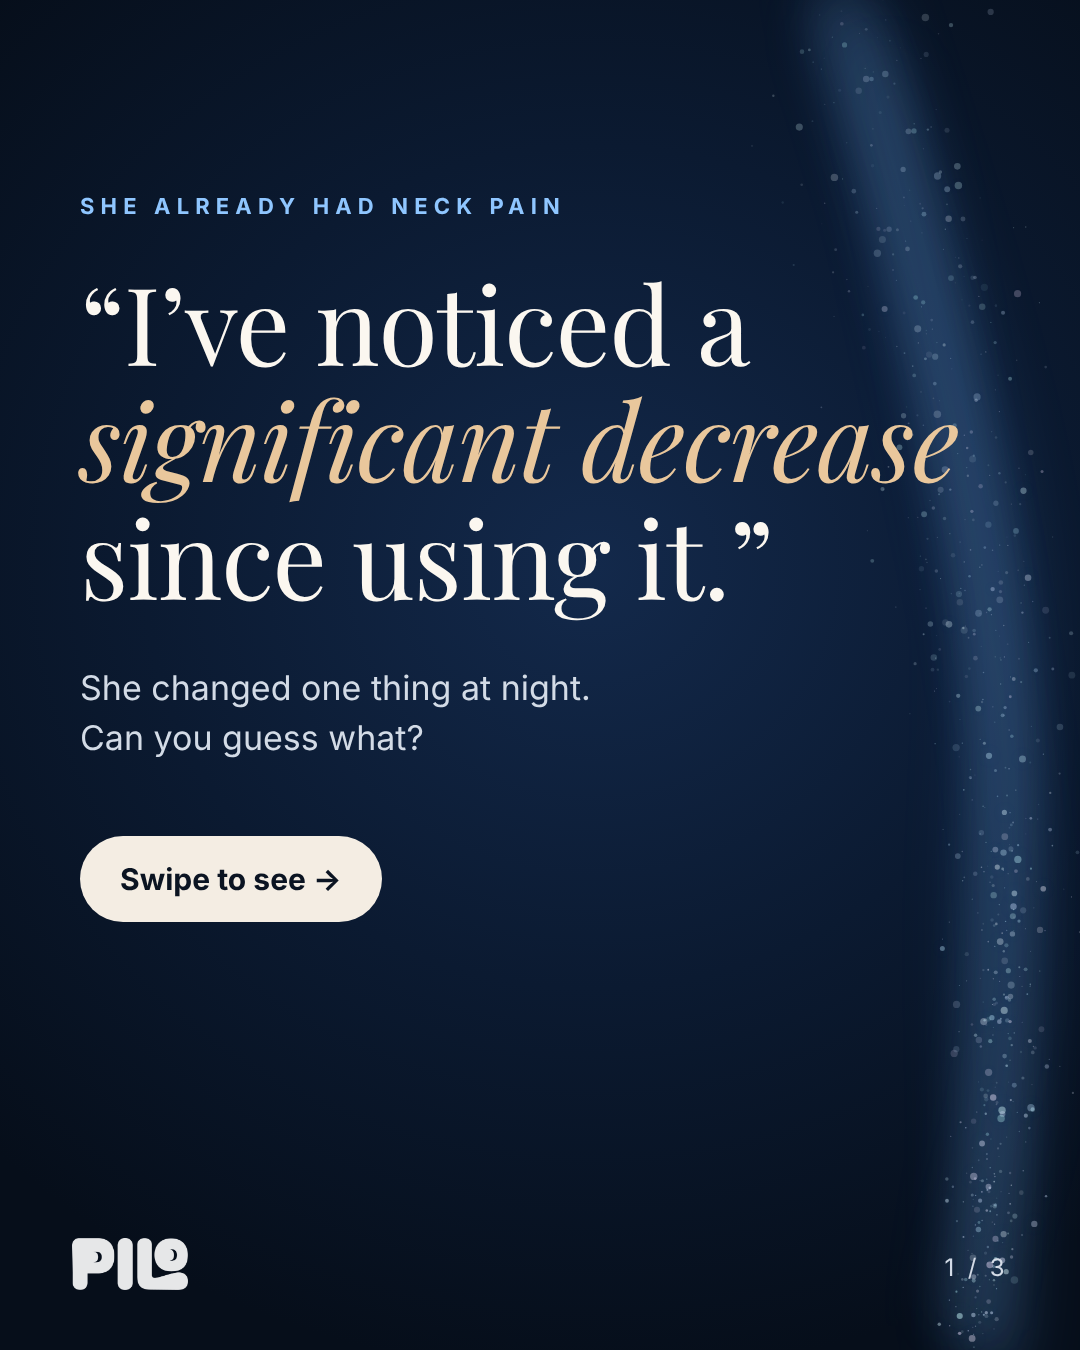 SHE ALREADY HAD NECK PAIN
“I’ve noticed a
significant decrease
since using it.”
She changed one thing at night.
Can you guess what?
Swipe to see →
PILO
1 / 3